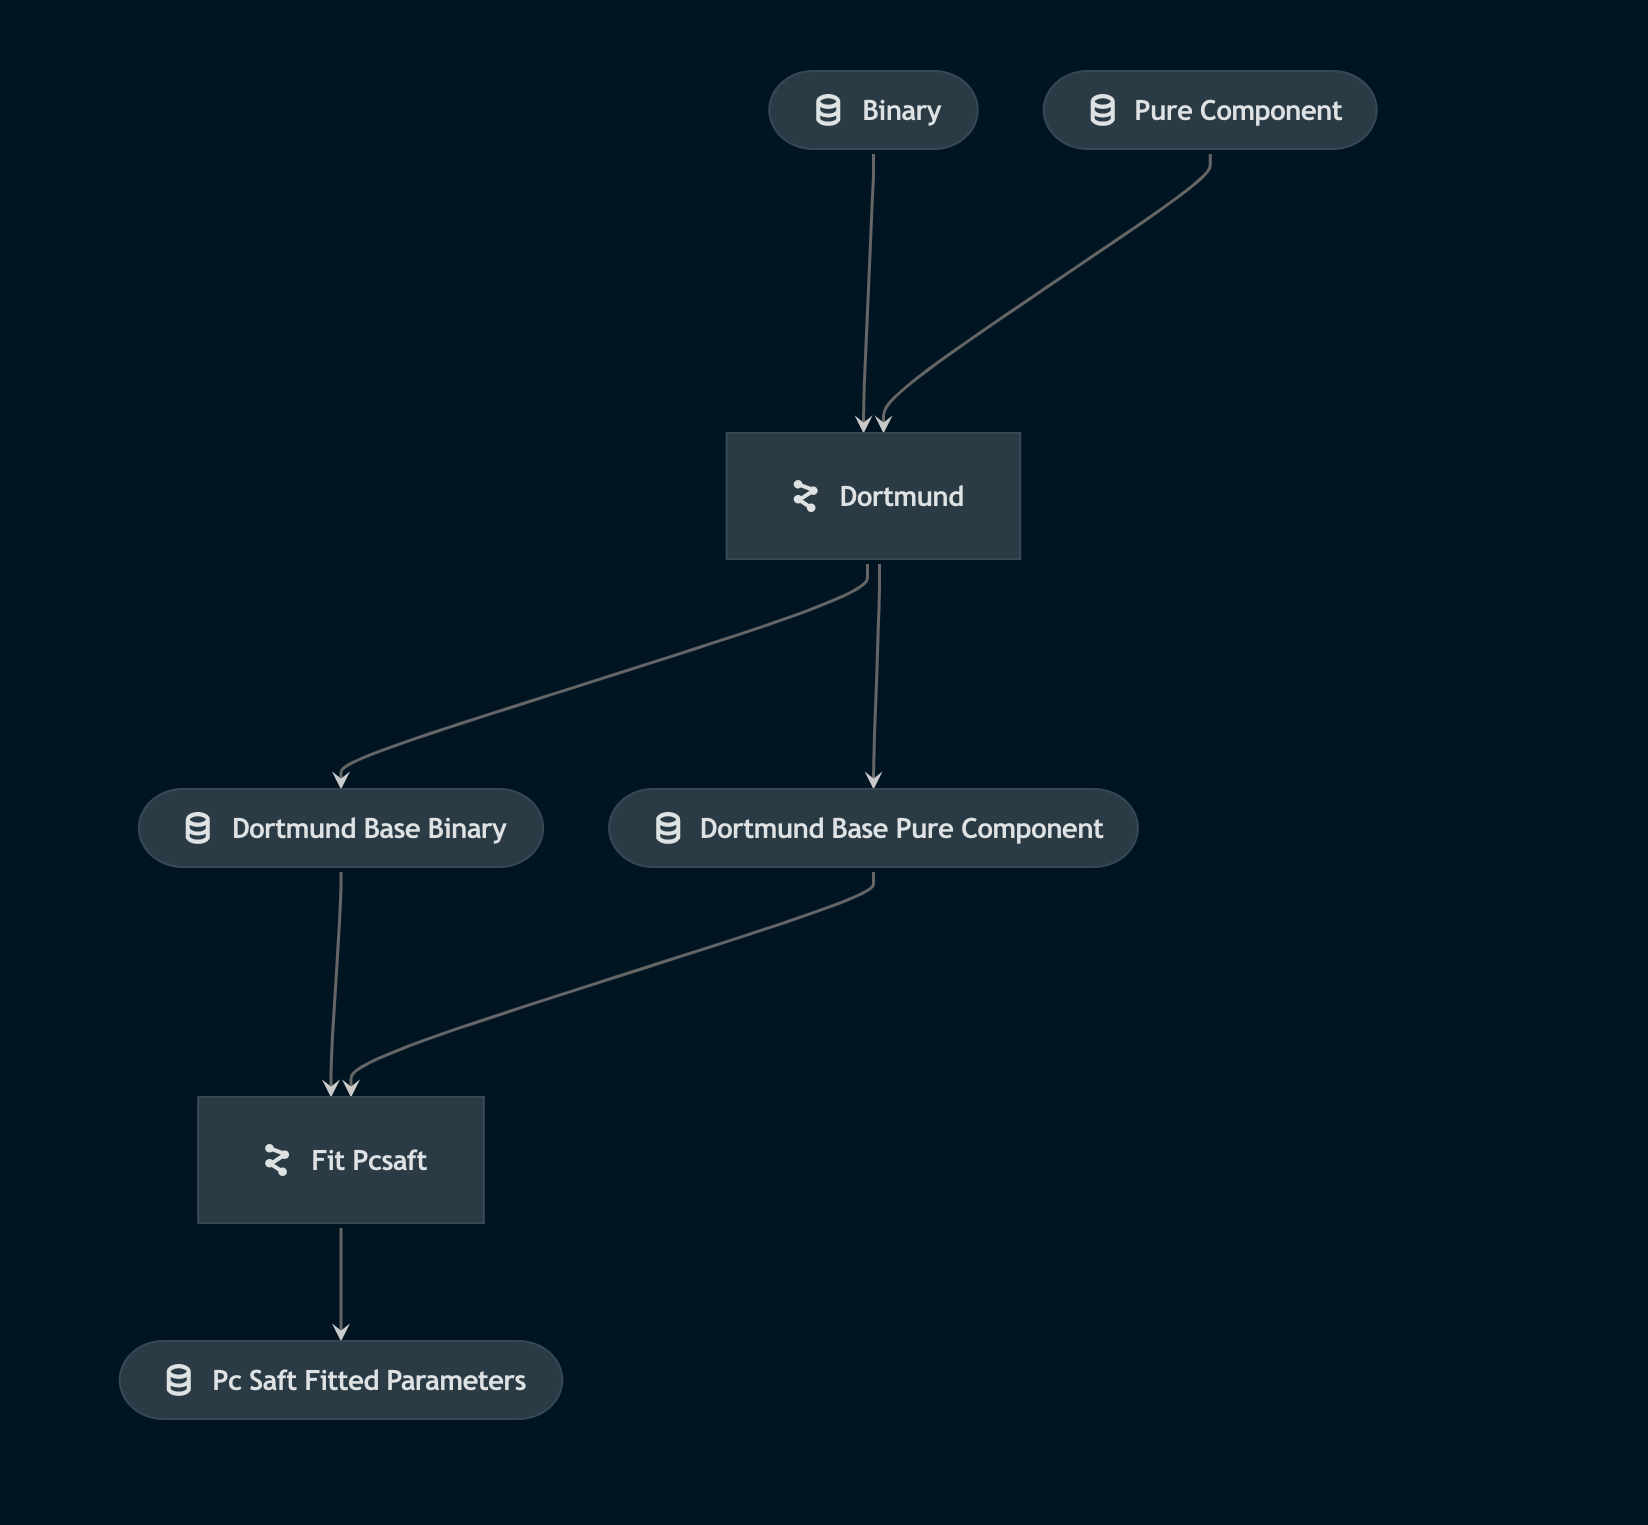 Binary
Pure Component
Dortmund
Dortmund Base Binary
Dortmund Base Pure Component
Fit Pcsaft
Pc Saft Fitted Parameters